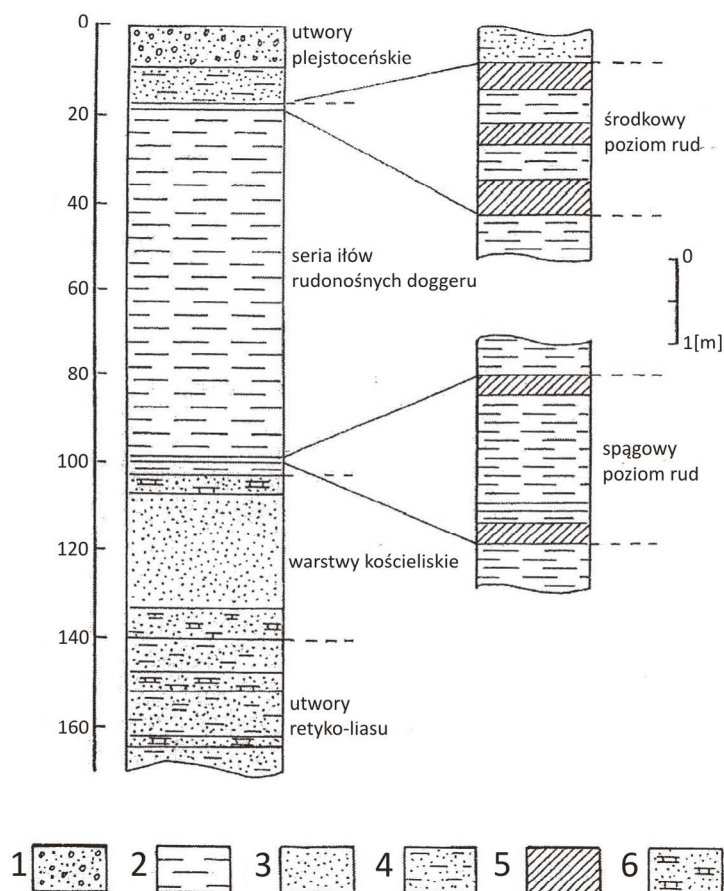 0
20
40
60
80
100
120
140
160
utwory
plejstoceńskie
seria iłów
rudonośnych doggeru
warstwy kościeliskie
utwory
retyko-liasu
środkowy
poziom rud
0
1[m]
spągowy
poziom rud
1
2
3
4
5
6